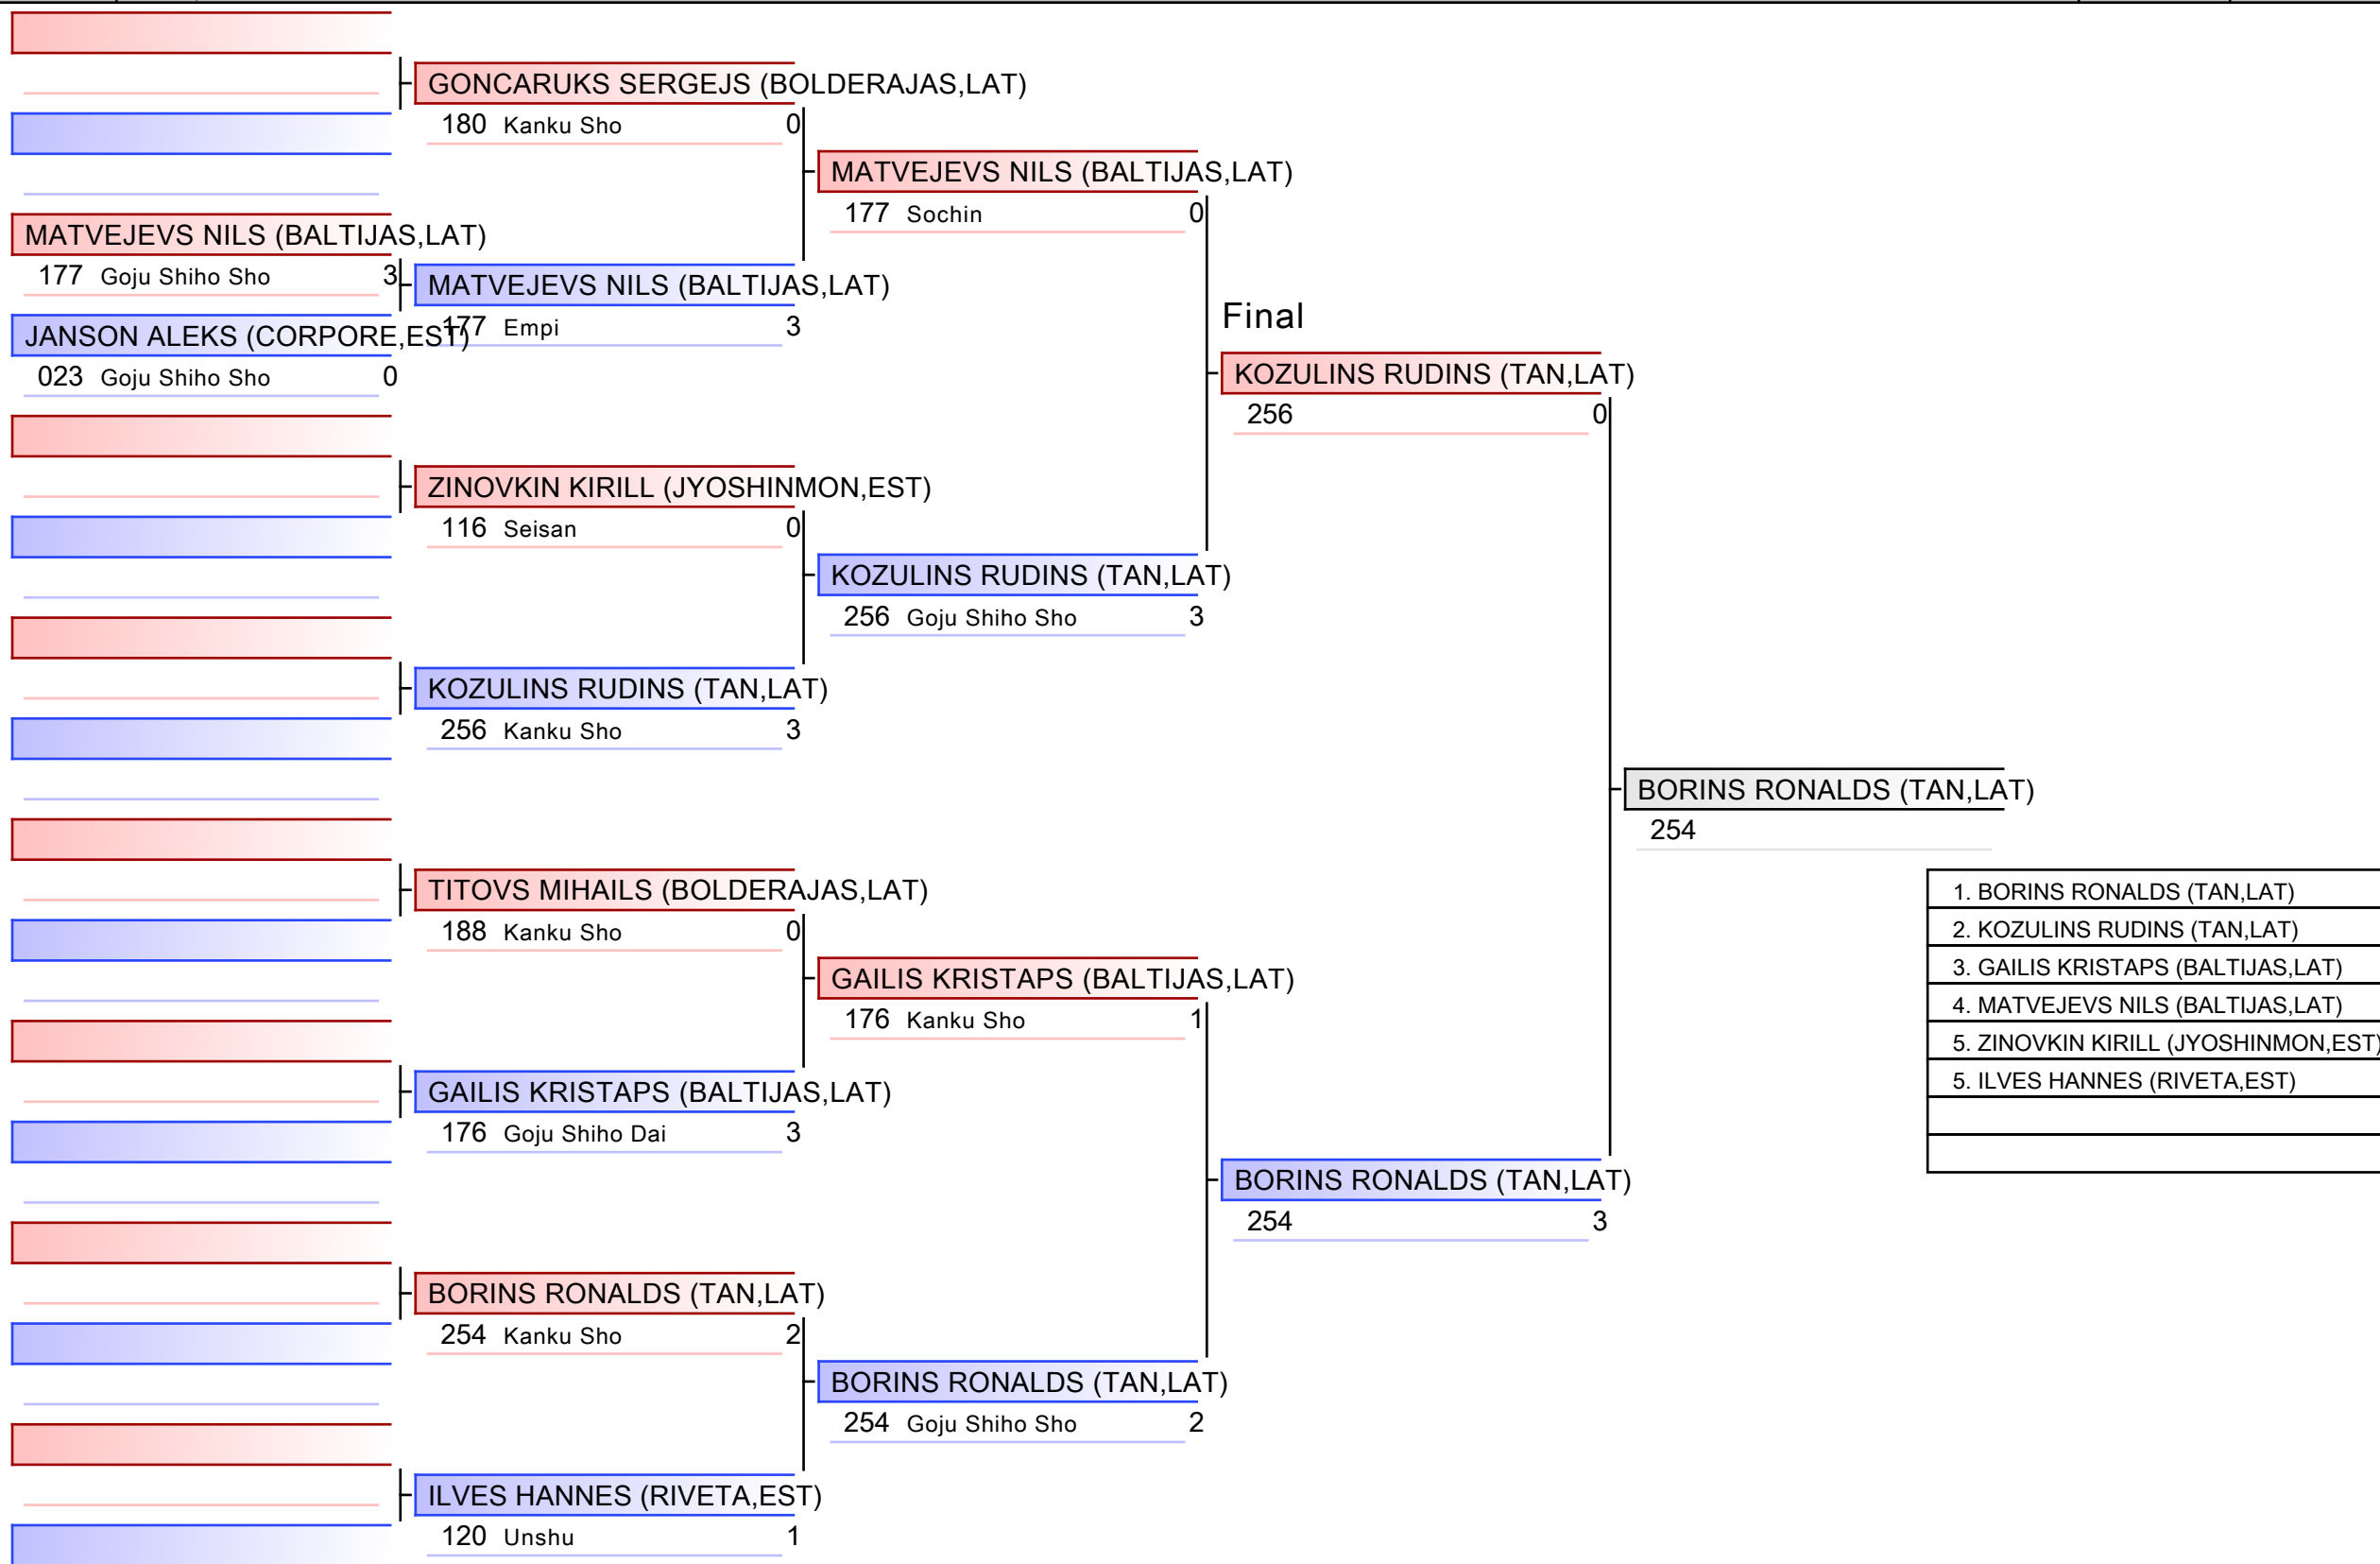 GONCARUKS SERGEJS (BOLDERAJAS,LAT)
180 Kanku Sho 0
MATVEJEVS NILS (BALTIJAS,LAT)
177 Sochin 0
MATVEJEVS NILS (BALTIJAS,LAT)
177 Goju Shiho Sho 3
MATVEJEVS NILS (BALTIJAS,LAT)
177 Empi 3
JANSON ALEKS (CORPORE,EST)
023 Goju Shiho Sho 0
Final
KOZULINS RUDINS (TAN,LAT)
256 0
ZINOVKIN KIRILL (JYOSHINMON,EST)
116 Seisan 0
KOZULINS RUDINS (TAN,LAT)
256 Goju Shiho Sho 3
KOZULINS RUDINS (TAN,LAT)
256 Kanku Sho 3
BORINS RONALDS (TAN,LAT)
254
TITOVS MIHAILS (BOLDERAJAS,LAT)
188 Kanku Sho 0
GAILIS KRISTAPS (BALTIJAS,LAT)
176 Kanku Sho 1
GAILIS KRISTAPS (BALTIJAS,LAT)
176 Goju Shiho Dai 3
BORINS RONALDS (TAN,LAT)
254 3
BORINS RONALDS (TAN,LAT)
254 Kanku Sho 2
BORINS RONALDS (TAN,LAT)
254 Goju Shiho Sho 2
ILVES HANNES (RIVETA,EST)
120 Unshu 1
1. BORINS RONALDS (TAN,LAT)
2. KOZULINS RUDINS (TAN,LAT)
3. GAILIS KRISTAPS (BALTIJAS,LAT)
4. MATVEJEVS NILS (BALTIJAS,LAT)
5. ZINOVKIN KIRILL (JYOSHINMON,EST)
5. ILVES HANNES (RIVETA,EST)